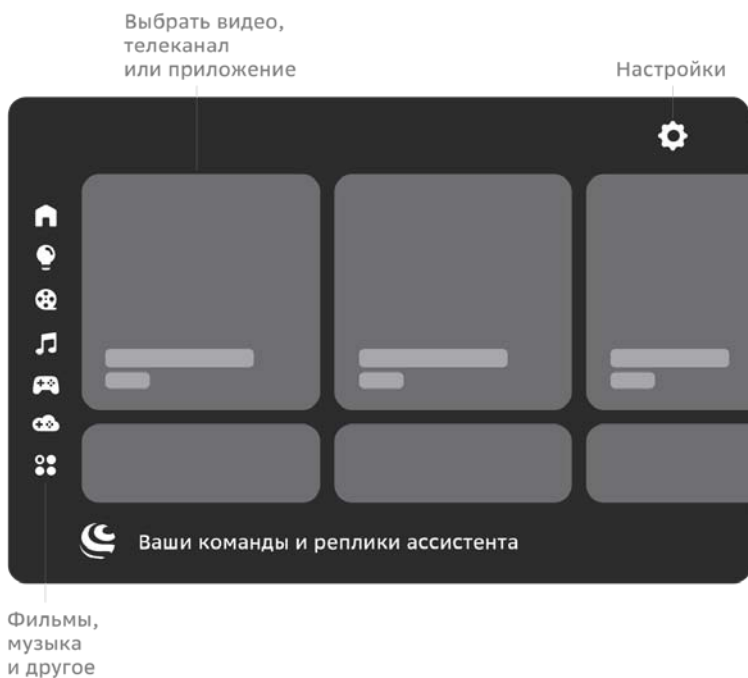 Выбрать видео,
телеканал
или приложение
Настройки
Ваши команды и реплики ассистента
Фильмы,
музыка
и другое